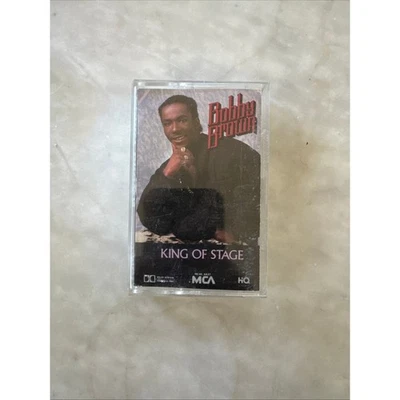 Bobby
Brown
KING OF STAGE
MCA
HQ